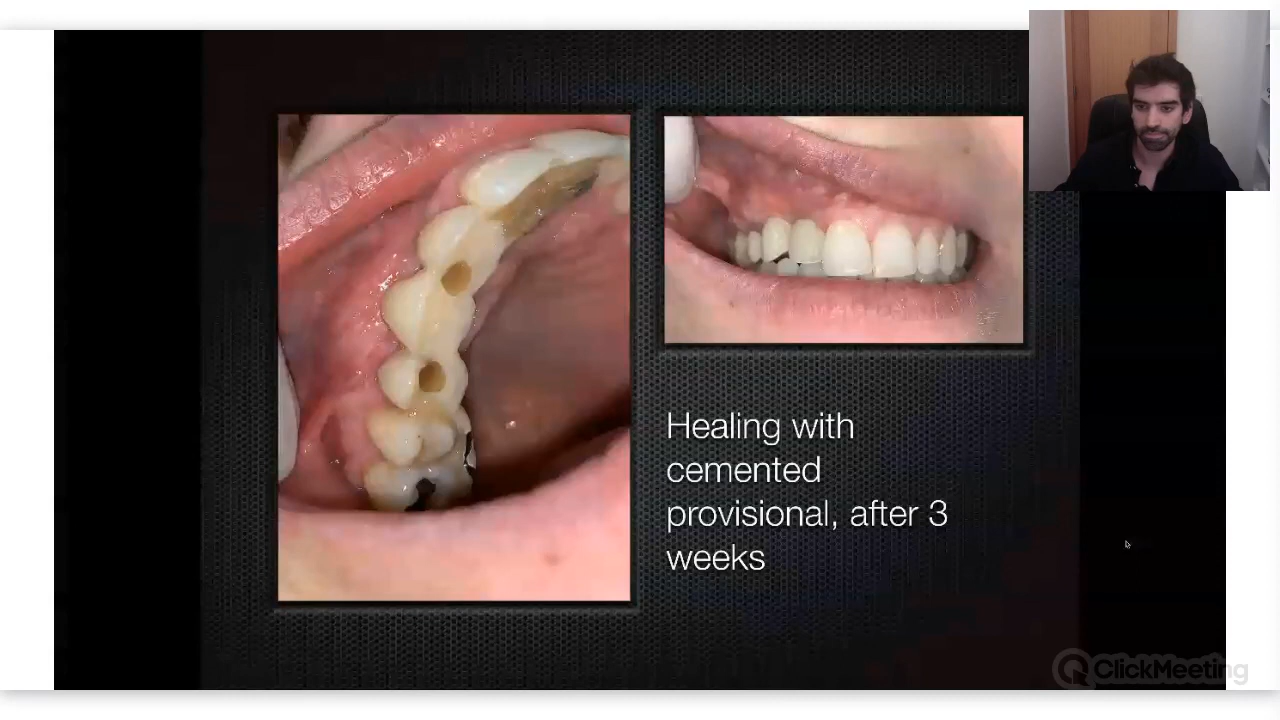 Healing with
cemented
provisional, after 3
weeks
ClickMeeting